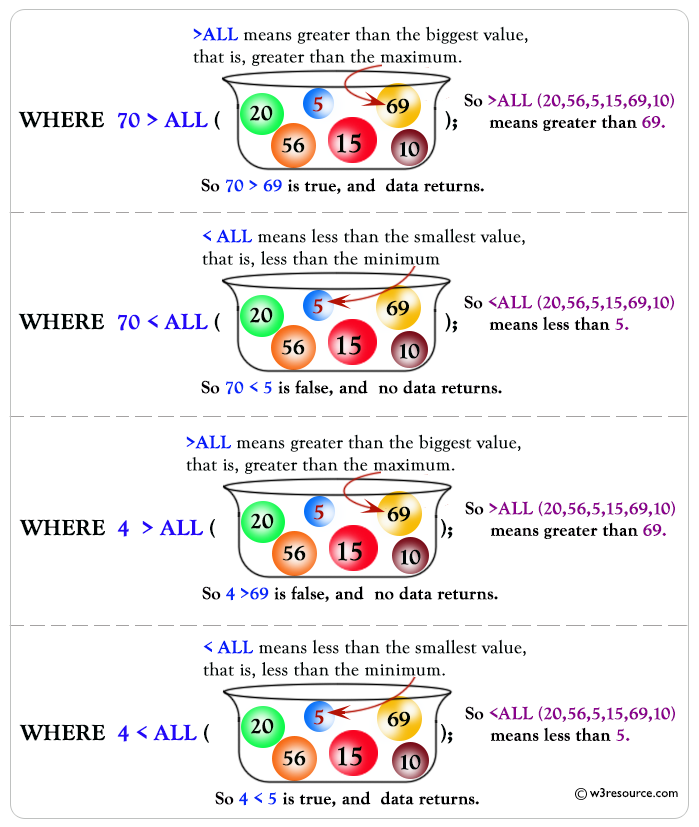 >ALL means greater than the biggest value,
that is, greater than the maximum.
WHERE 70 > ALL ( 20 5 69 56 15 10 );
So >ALL (20,56,5,15,69,10)
means greater than 69.
So 70 > 69 is true, and data returns.
< ALL means less than the smallest value,
that is, less than the minimum
WHERE 70 < ALL ( 20 5 69 56 15 10 );
So <ALL (20,56,5,15,69,10)
means less than 5.
So 70 < 5 is false, and no data returns.
>ALL means greater than the biggest value,
that is, greater than the maximum.
WHERE 4 > ALL ( 20 5 69 56 15 10 );
So >ALL (20,56,5,15,69,10)
means greater than 69.
So 4 >69 is false, and no data returns.
< ALL means less than the smallest value,
that is, less than the minimum.
WHERE 4 < ALL ( 20 5 69 56 15 10 );
So <ALL (20,56,5,15,69,10)
means less than 5.
So 4 < 5 is true, and data returns.
© w3resource.com